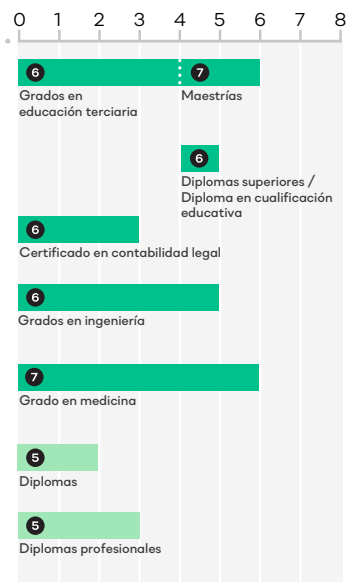 0 1 2 3 4 5 6 7 8
6 7
Grados en Maestrías
educación terciaria
6
Diplomas superiores /
Diploma en cualificación
educativa
6
Certificado en contabilidad legal
6
Grados en ingeniería
7
Grado en medicina
5
Diplomas
5
Diplomas profesionales